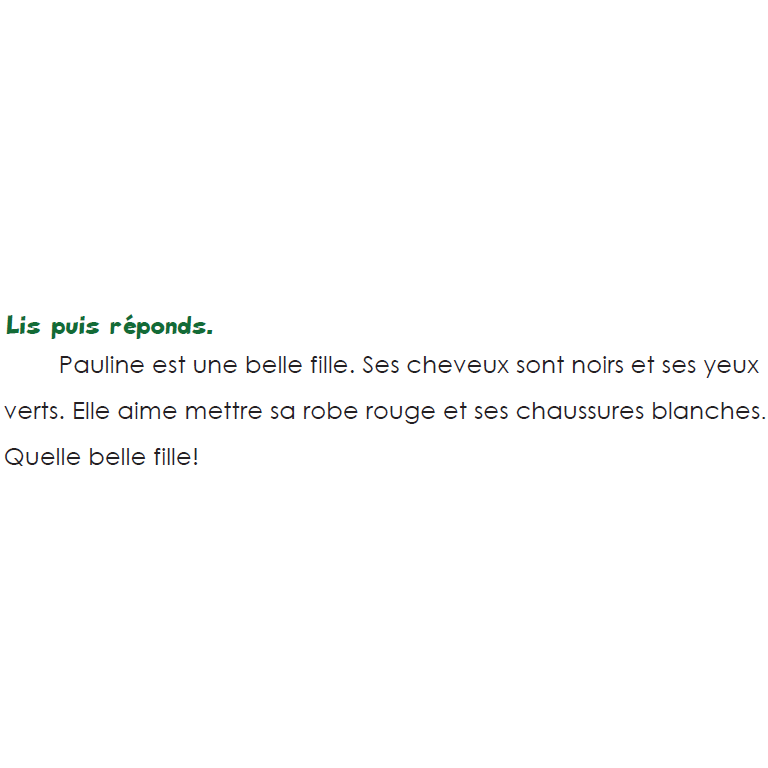 Lis puis réponds.
Pauline est une belle fille. Ses cheveux sont noirs et ses yeux
verts. Elle aime mettre sa robe rouge et ses chaussures blanches.
Quelle belle fille!